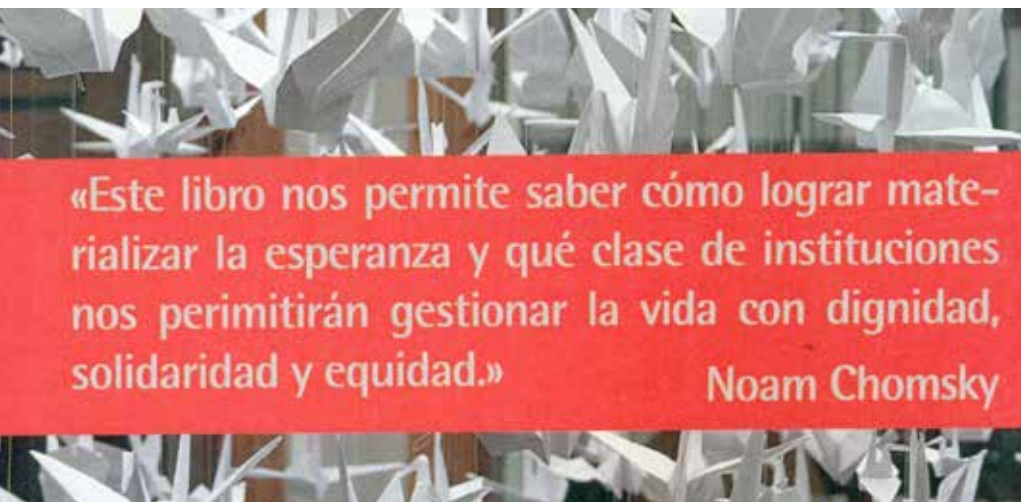 «Este libro nos permite saber cómo lograr mate-
rializar la esperanza y qué clase de instituciones
nos perimitirán gestionar la vida con dignidad,
solidaridad y equidad.»
Noam Chomsky